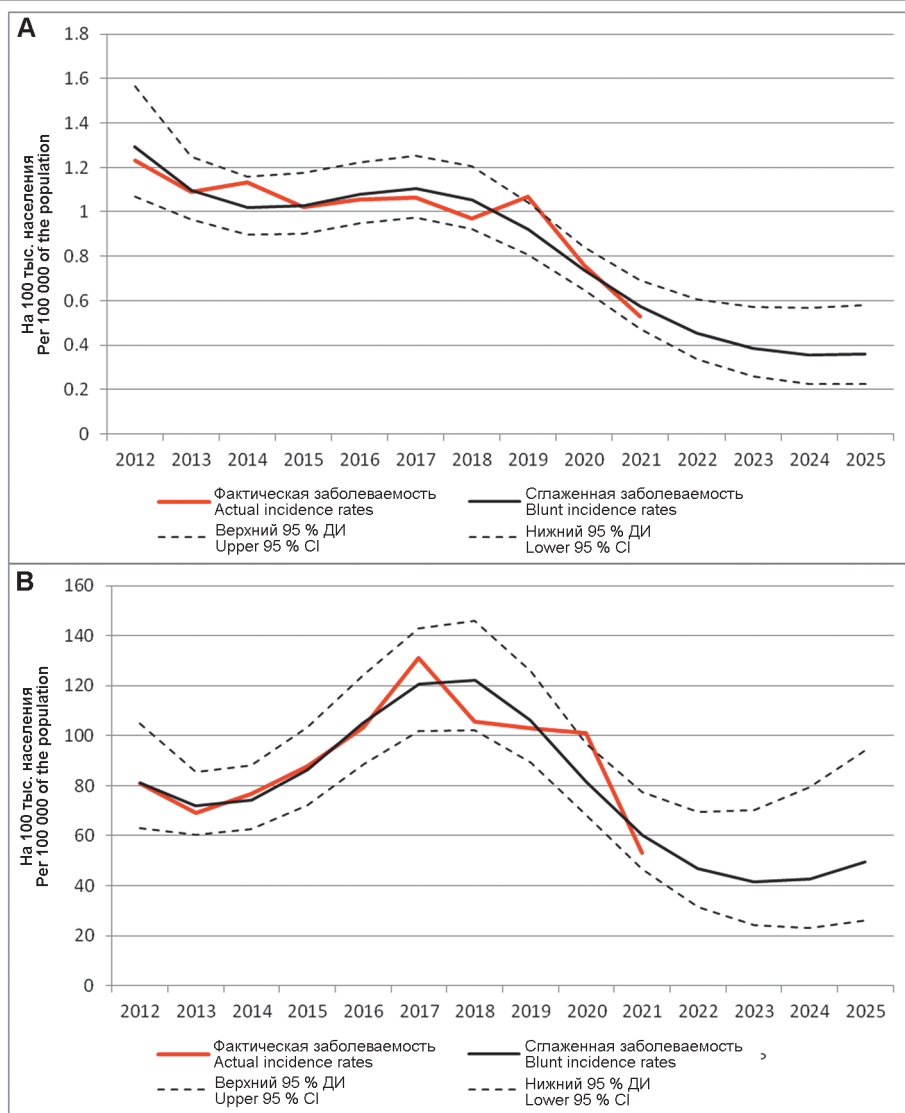 A
1.8
1.6
1.4
1.2
1
0.8
0.6
0.4
0.2
0
На 100 тыс. населения
Per 100 000 of the population
2012 2013 2014 2015 2016 2017 2018 2019 2020 2021 2022 2023 2024 2025
Фактическая заболеваемость
Actual incidence rates
Сглаженная заболеваемость
Blunt incidence rates
Верхний 95 % ДИ
Upper 95 % CI
Нижний 95 % ДИ
Lower 95 % CI
B
160
140
120
100
80
60
40
20
0
На 100 тыс. населения
Per 100 000 of the population
2012 2013 2014 2015 2016 2017 2018 2019 2020 2021 2022 2023 2024 2025
Фактическая заболеваемость
Actual incidence rates
Сглаженная заболеваемость
Blunt incidence rates
Верхний 95 % ДИ
Upper 95 % CI
Нижний 95 % ДИ
Lower 95 % CI